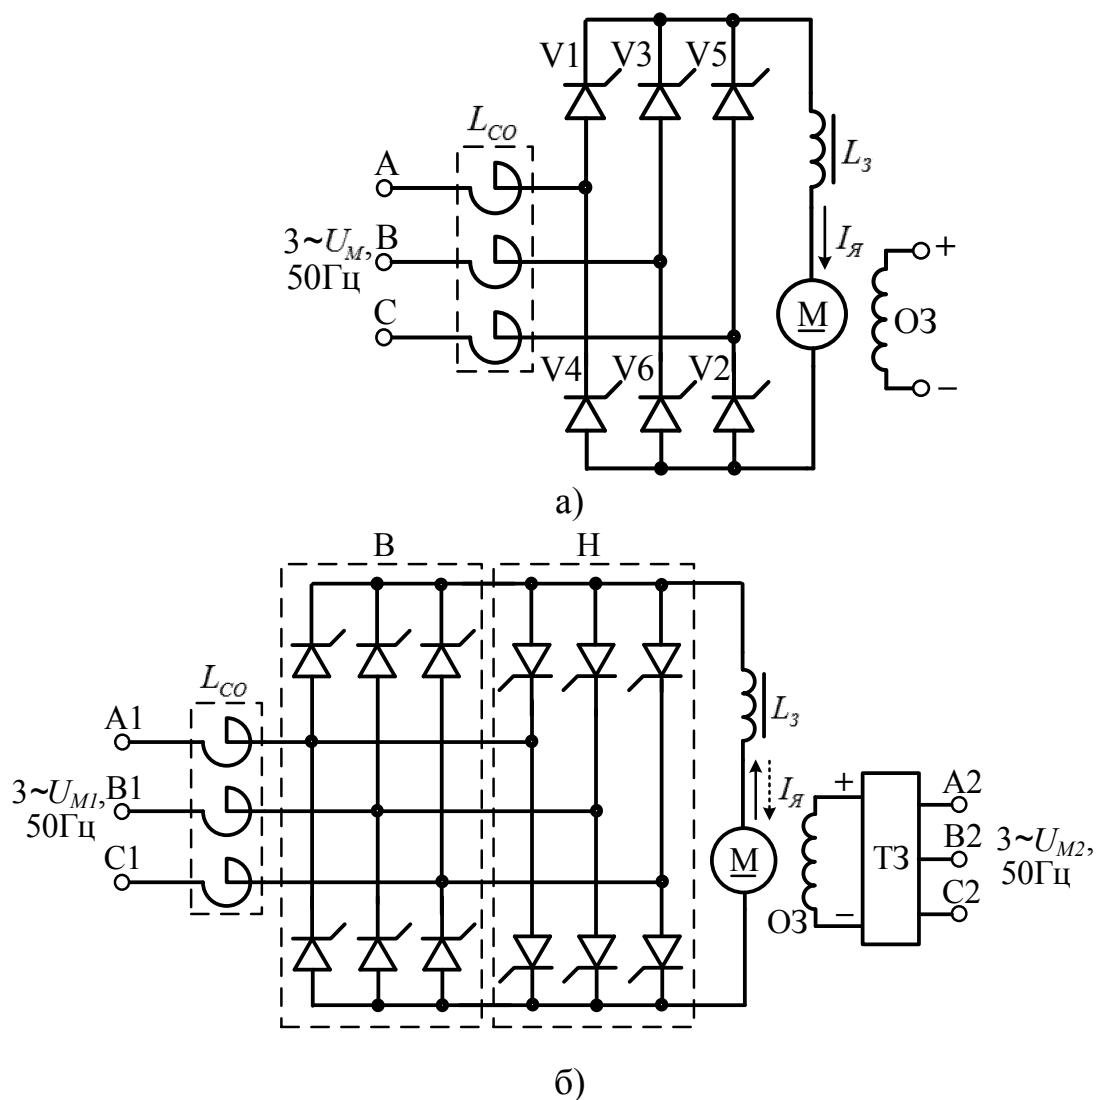 V1 V3 V5
L_CO
A
L_з
3~U_M, B
50Гц
I_Я
+
C
М
ОЗ
V4 V6 V2
−
а)
В Н
L_CO
A1
L_з
3~U_M1, B1
50Гц
I_Я
+
A2
C1
М
ТЗ
B2
3~U_M2,
50Гц
ОЗ
−
C2
б)